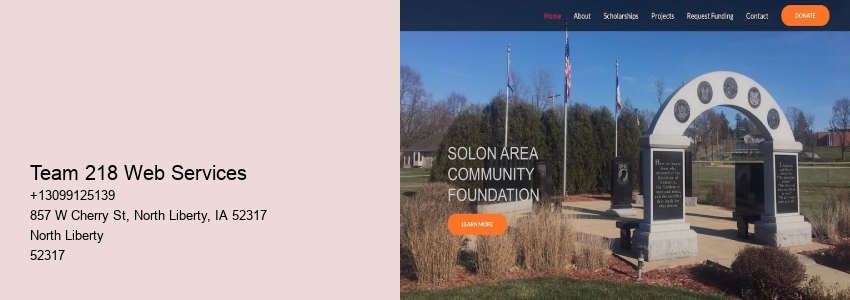 Team 218 Web Services
+13099125139
857 W Cherry St, North Liberty, IA 52317
North Liberty
52317
Home About Scholarships Projects Request Funding Contact DONATE
SOLON AREA
COMMUNITY
FOUNDATION
LEARN MORE